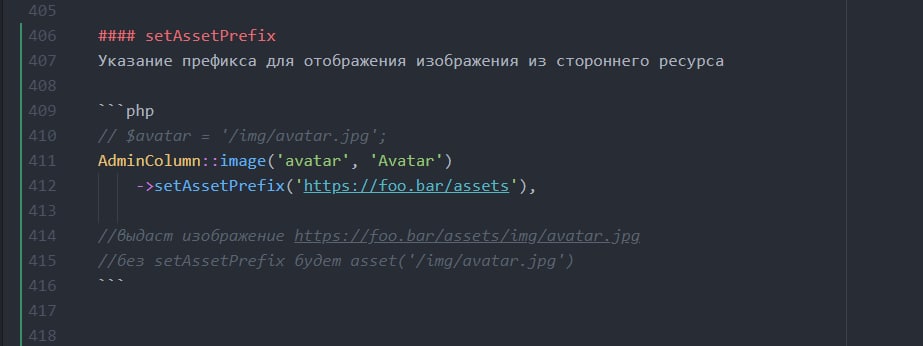 405
406 #### setAssetPrefix
407 Указание префикса для отображения изображения из стороннего ресурса
408
409 ```php
410 // $avatar = '/img/avatar.jpg';
411 AdminColumn::image('avatar', 'Avatar')
412 ->setAssetPrefix('https://foo.bar/assets'),
413
414 //выдаст изображение https://foo.bar/assets/img/avatar.jpg
415 //без setAssetPrefix будет asset('/img/avatar.jpg')
416 ```
417
418